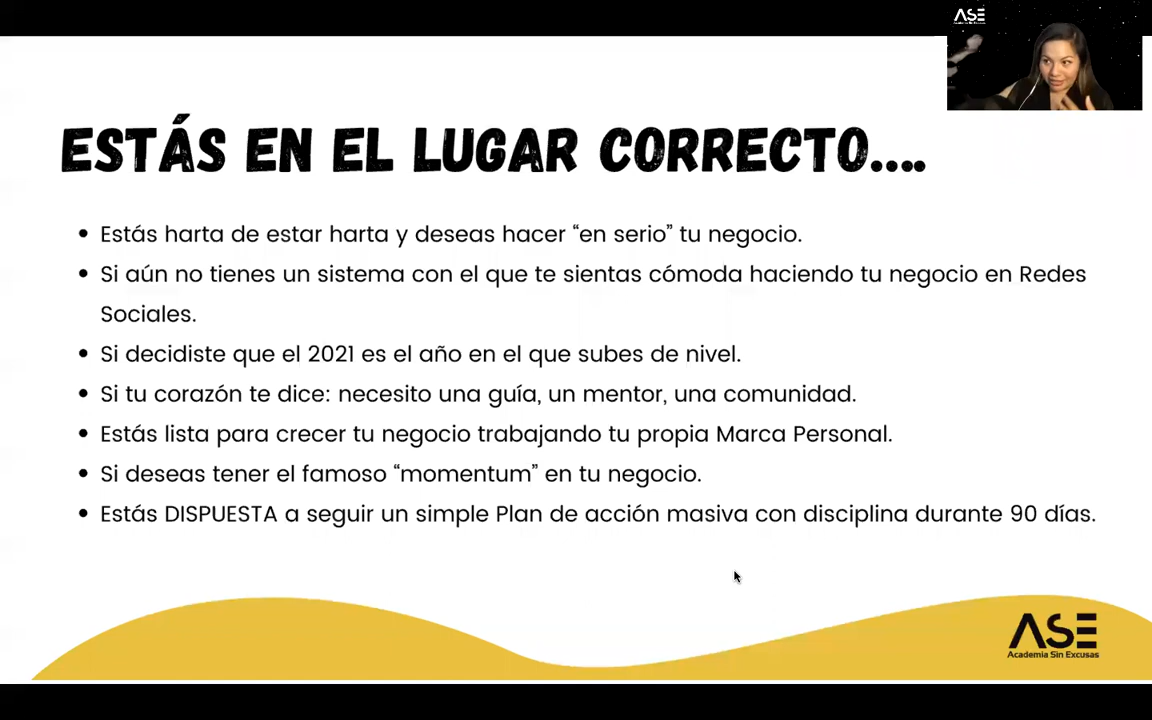 ASE
ESTÁS EN EL LUGAR CORRECTO....
• Estás harta de estar harta y deseas hacer “en serio” tu negocio.
• Si aún no tienes un sistema con el que te sientas cómoda haciendo tu negocio en Redes
Sociales.
• Si decidiste que el 2021 es el año en el que subes de nivel.
• Si tu corazón te dice: necesito una guía, un mentor, una comunidad.
• Estás lista para crecer tu negocio trabajando tu propia Marca Personal.
• Si deseas tener el famoso “momentum” en tu negocio.
• Estás DISPUESTA a seguir un simple Plan de acción masiva con disciplina durante 90 días.
ASE
Academia Sin Excusas